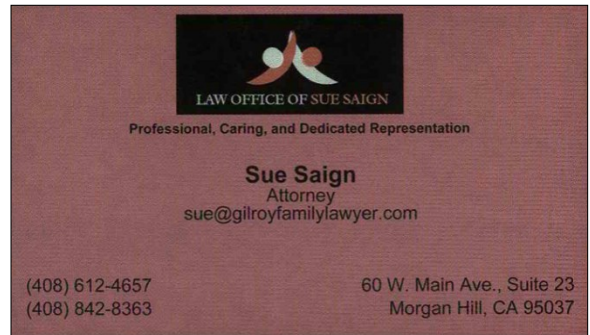 LAW OFFICE OF SUE SAIGN
Professional, Caring, and Dedicated Representation
Sue Saign
Attorney
sue@gilroyfamilylawyer.com
(408) 612-4657
60 W. Main Ave., Suite 23
(408) 842-8363
Morgan Hill, CA 95037